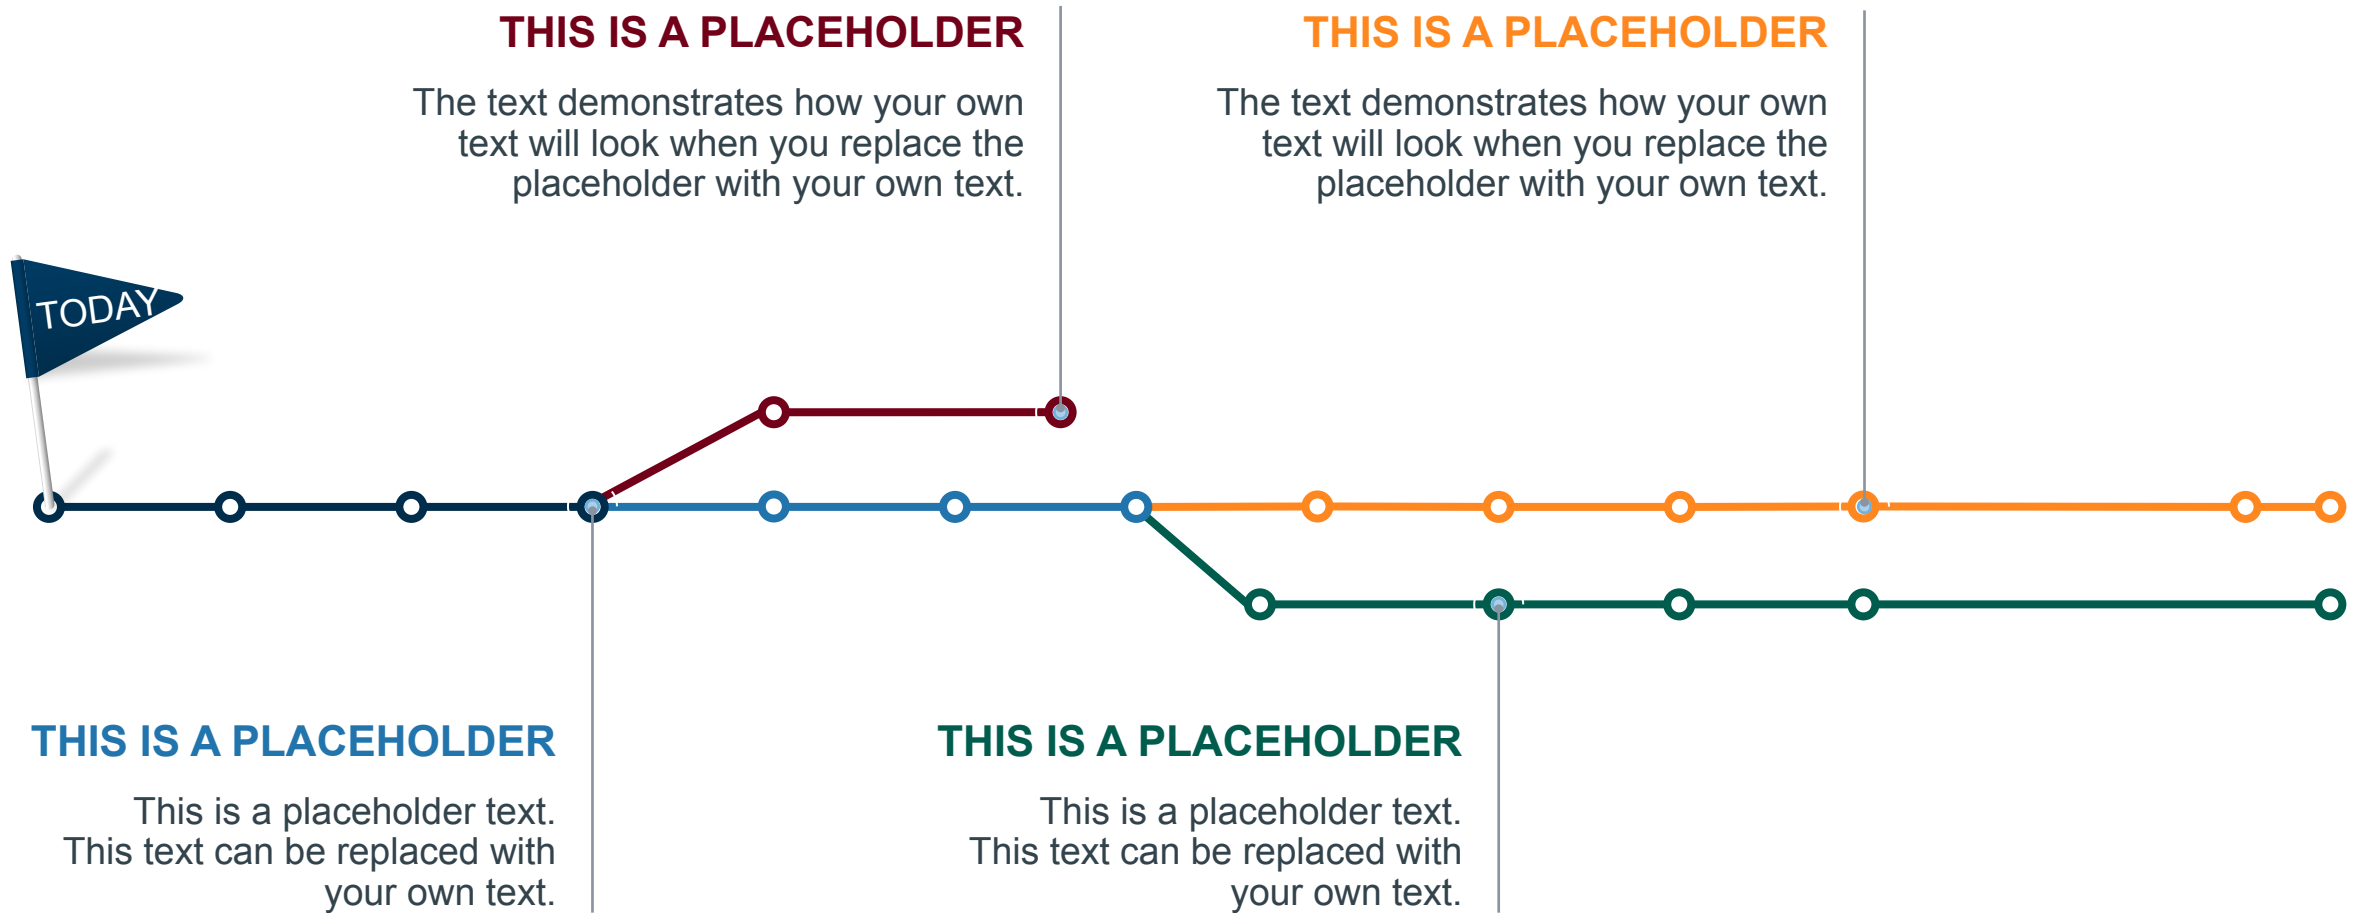 THIS IS A PLACEHOLDER
The text demonstrates how your own
text will look when you replace the
placeholder with your own text.
THIS IS A PLACEHOLDER
The text demonstrates how your own
text will look when you replace the
placeholder with your own text.
TODAY
THIS IS A PLACEHOLDER
This is a placeholder text.
This text can be replaced with
your own text.
THIS IS A PLACEHOLDER
This is a placeholder text.
This text can be replaced with
your own text.